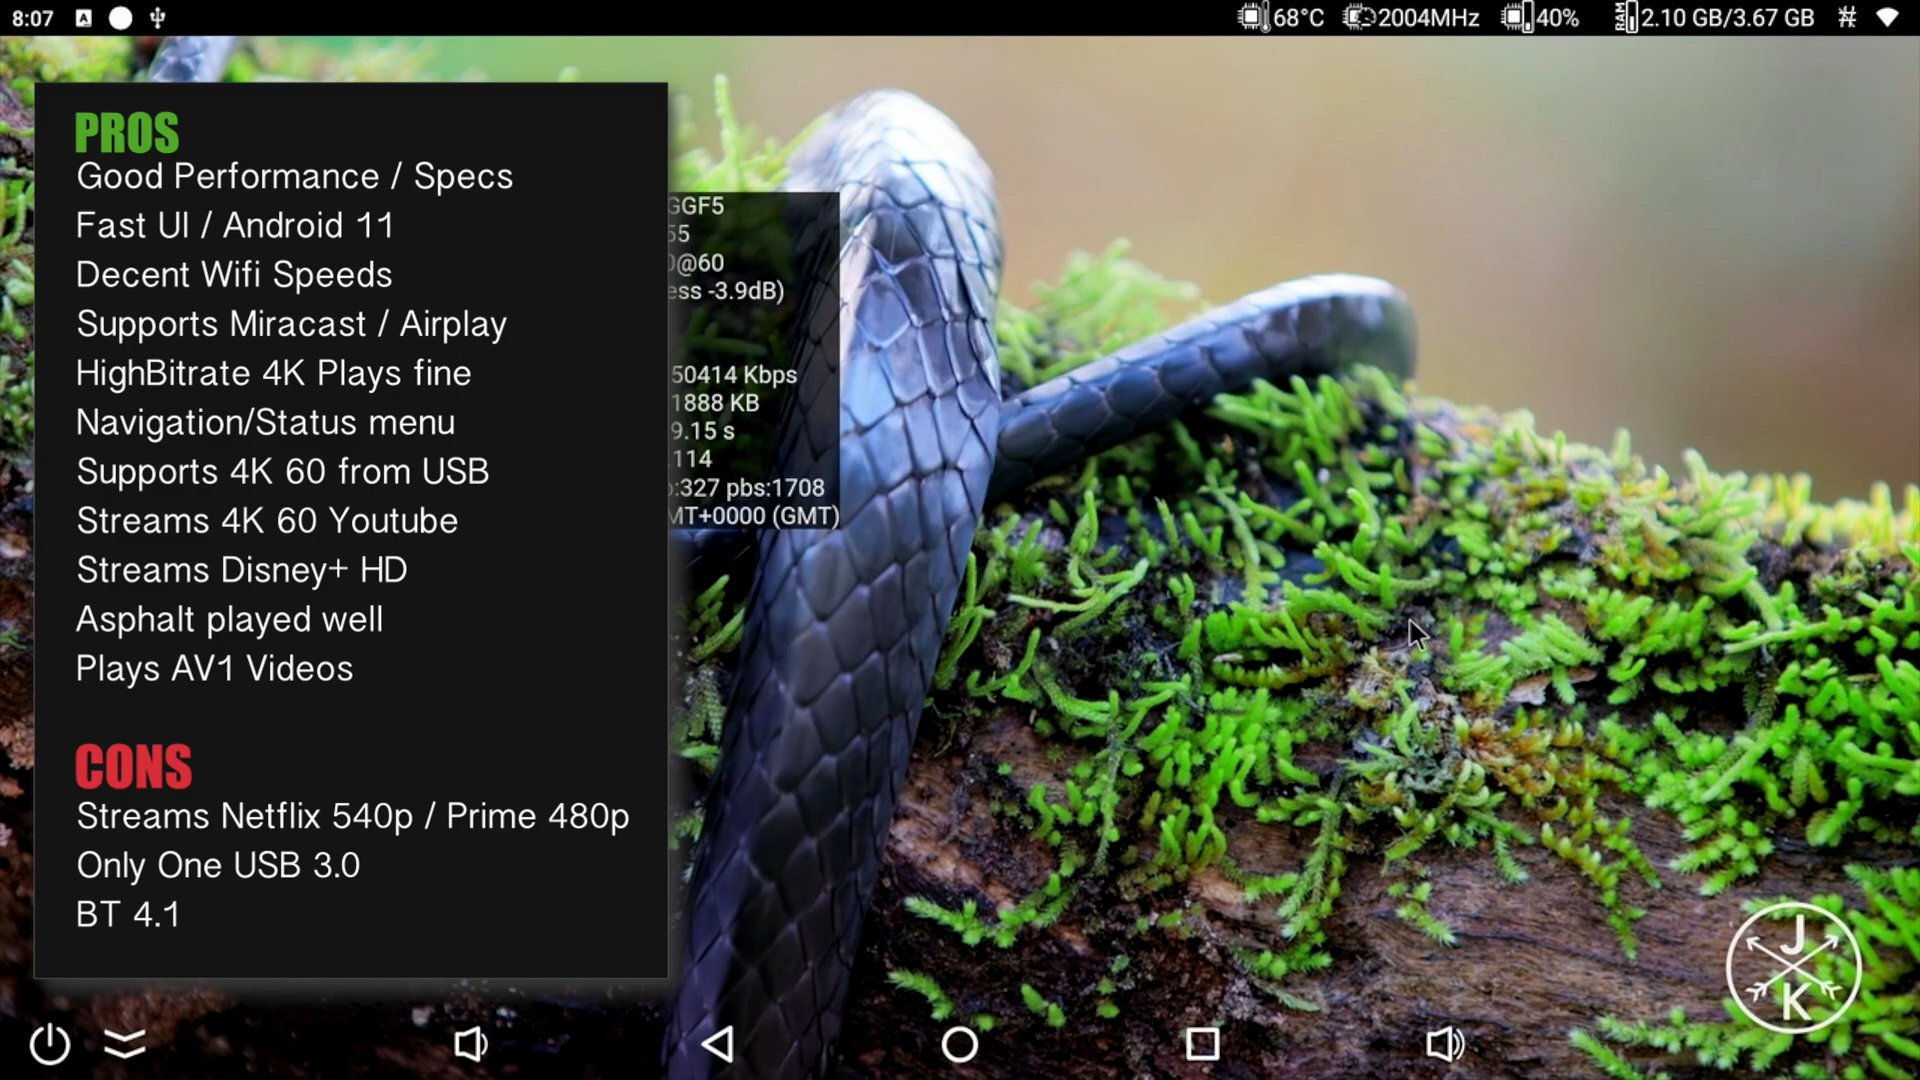 8:07
A
68°C 2004MHz 40% RAM 2.10 GB/3.67 GB
PROS
Good Performance / Specs
Fast UI / Android 11
Decent Wifi Speeds
Supports Miracast / Airplay
HighBitrate 4K Plays fine
Navigation/Status menu
Supports 4K 60 from USB
Streams 4K 60 Youtube
Streams Disney+ HD
Asphalt played well
Plays AV1 Videos
CONS
Streams Netflix 540p / Prime 480p
Only One USB 3.0
BT 4.1
GGF5
55
@60
ess -3.9dB)
50414 Kbps
1888 KB
9.15 s
114
:327 pbs:1708
MT+0000 (GMT)
J
K